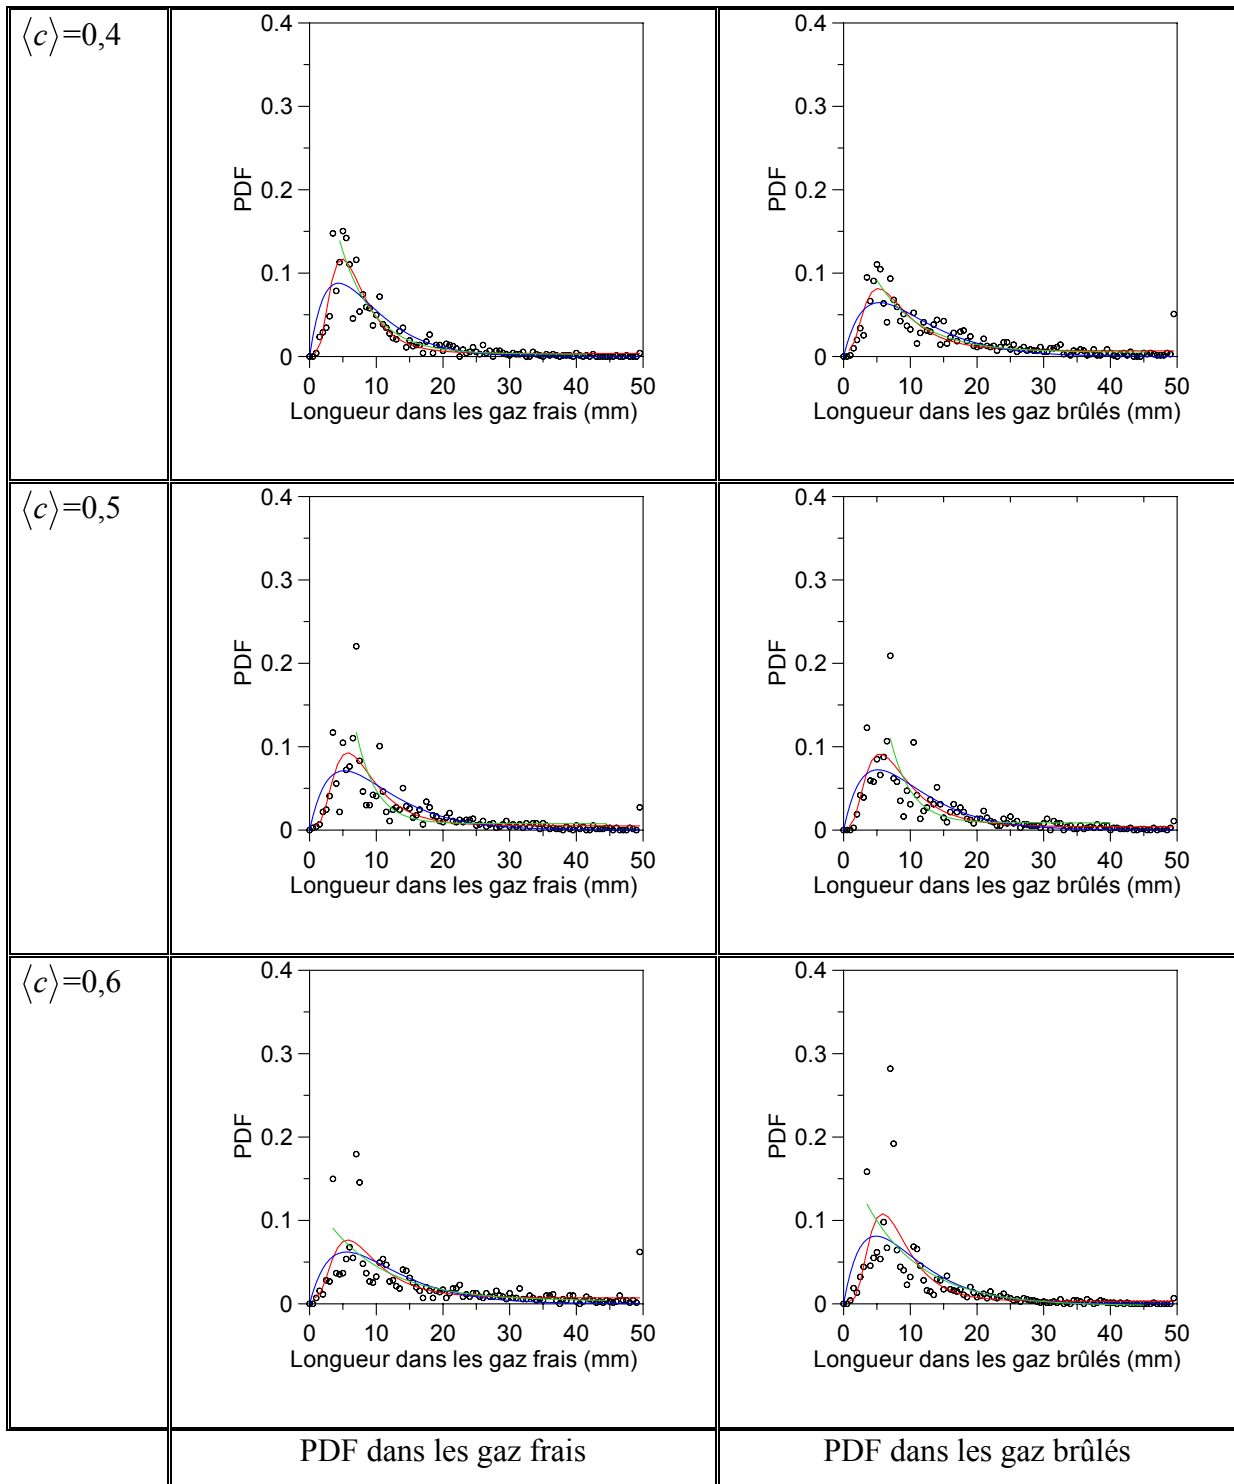 ⟨c⟩=0,4
0.4
0.3
0.2
0.1
0
PDF
0 10 20 30 40 50
Longueur dans les gaz frais (mm)
0.4
0.3
0.2
0.1
0
PDF
0 10 20 30 40 50
Longueur dans les gaz brûlés (mm)
⟨c⟩=0,5
0.4
0.3
0.2
0.1
0
PDF
0 10 20 30 40 50
Longueur dans les gaz frais (mm)
0.4
0.3
0.2
0.1
0
PDF
0 10 20 30 40 50
Longueur dans les gaz brûlés (mm)
⟨c⟩=0,6
0.4
0.3
0.2
0.1
0
PDF
0 10 20 30 40 50
Longueur dans les gaz frais (mm)
0.4
0.3
0.2
0.1
0
PDF
0 10 20 30 40 50
Longueur dans les gaz brûlés (mm)
PDF dans les gaz frais
PDF dans les gaz brûlés